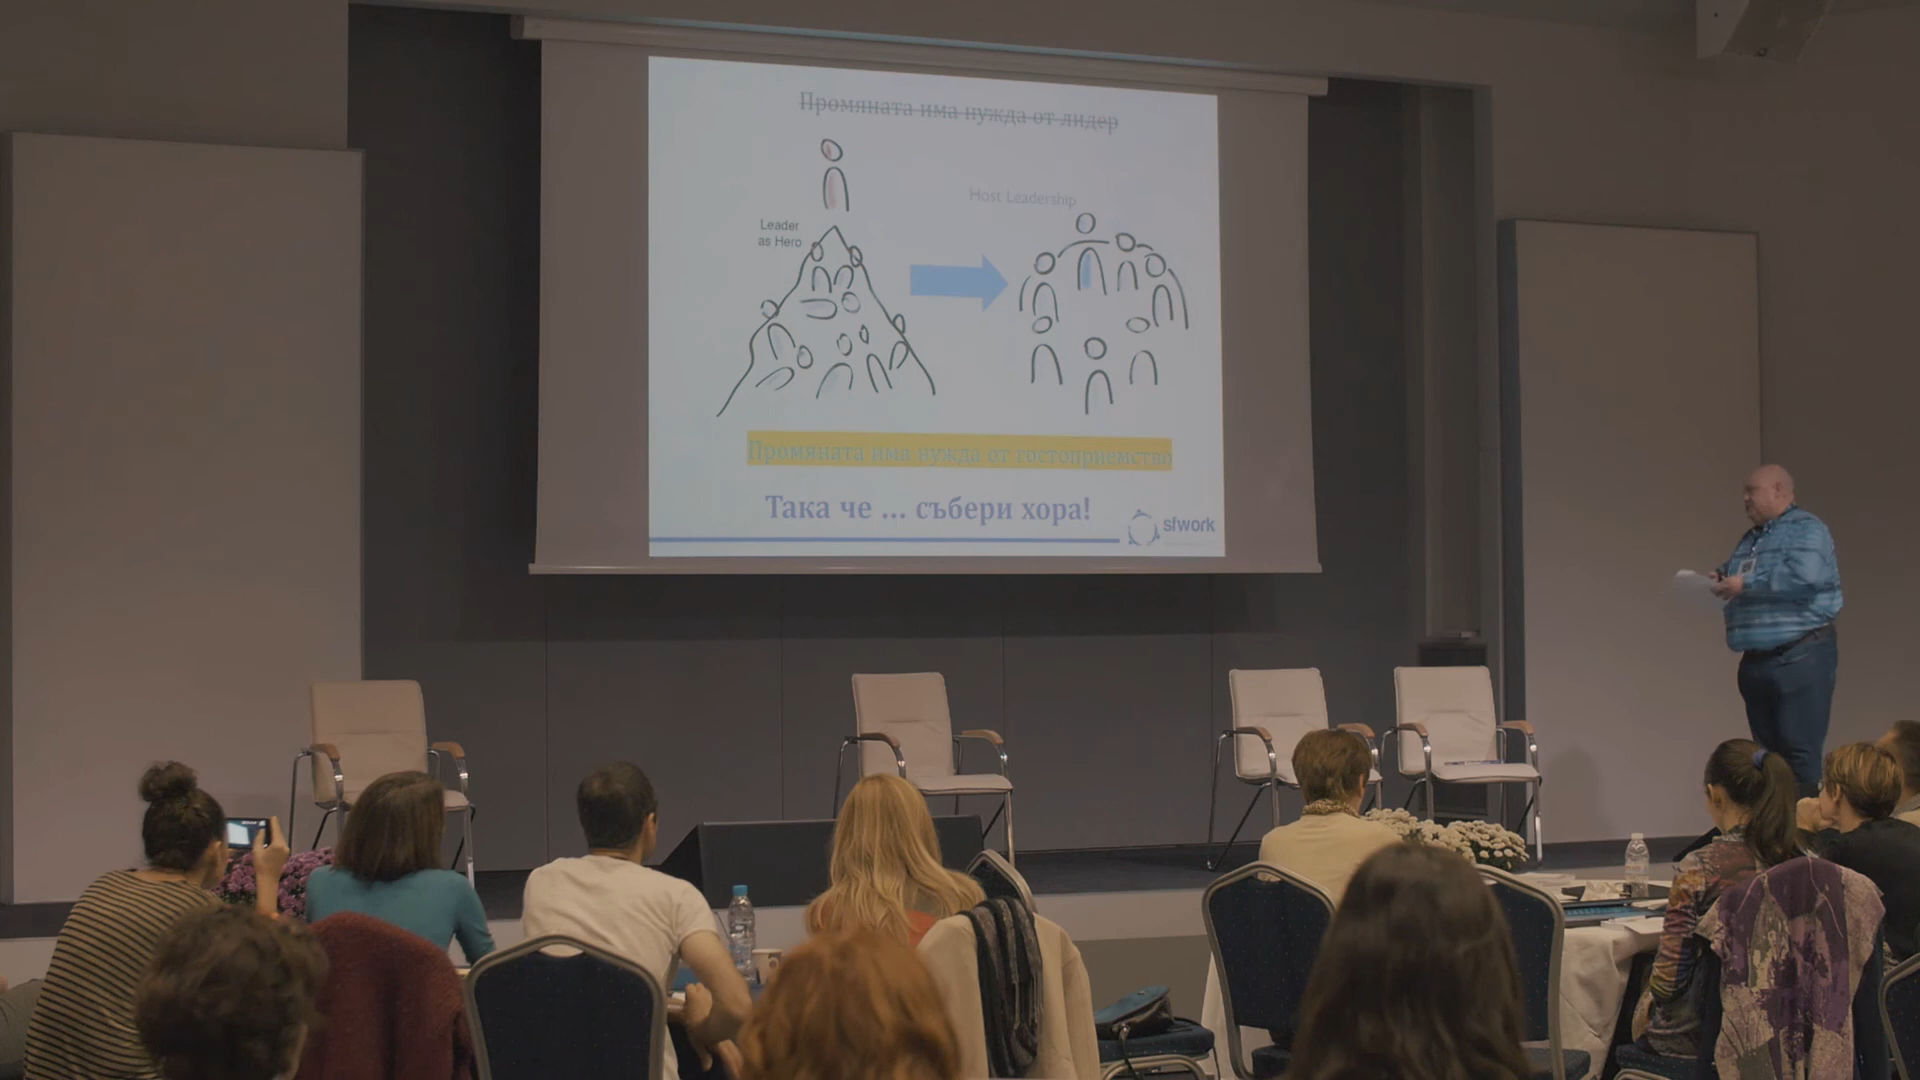 Промяната има нужда от лидер
Host Leadership
Leader
as Hero
Промяната има нужда от гостоприемство
Така че ... събери хора!
sfwork